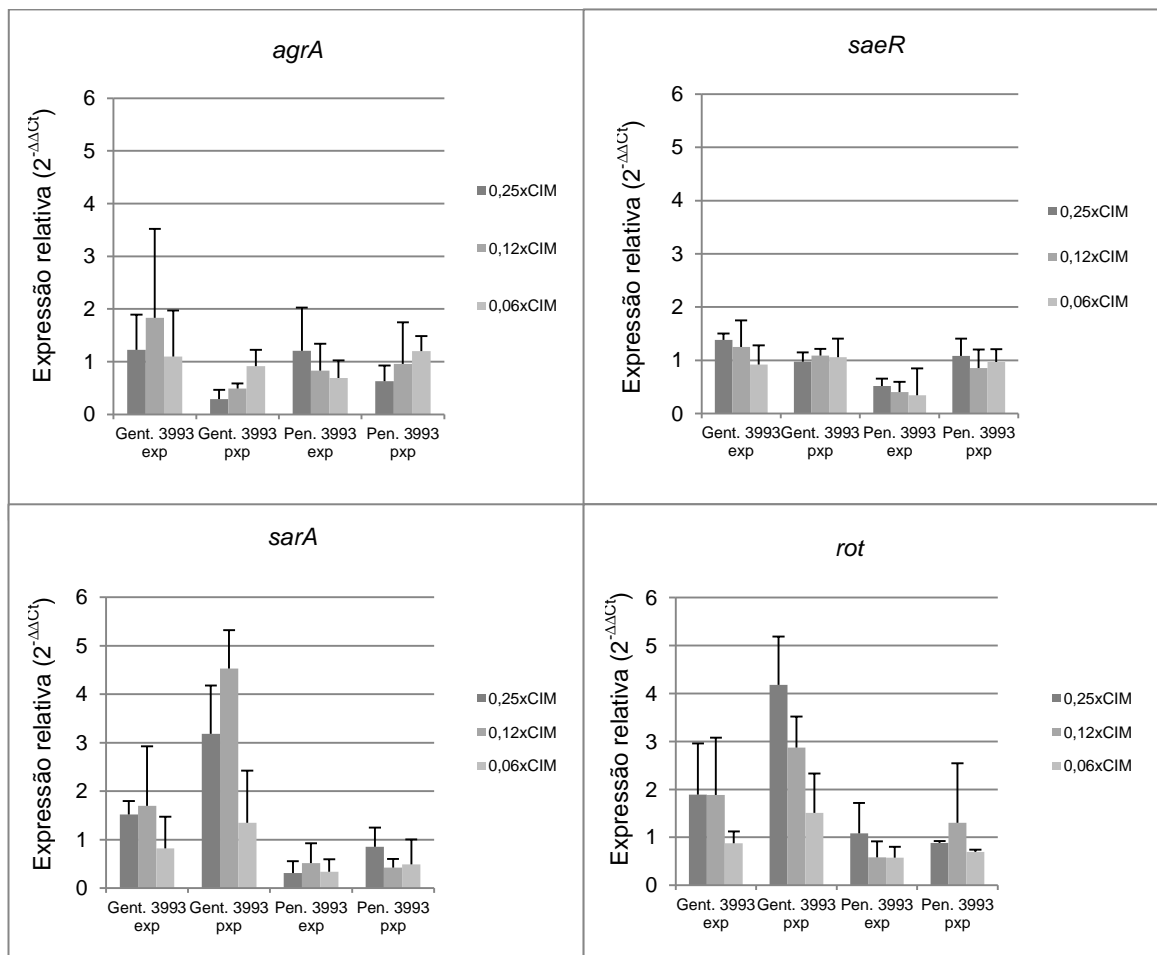 agrA
Expressão relativa (2^-ΔΔCt)
6
5
4
3
2
1
0
Gent. 3993 exp
Gent. 3993 pxp
Pen. 3993 exp
Pen. 3993 pxp
0,25xCIM
0,12xCIM
0,06xCIM
saeR
Expressão relativa (2^-ΔΔCt)
6
5
4
3
2
1
0
Gent. 3993 exp
Gent. 3993 pxp
Pen. 3993 exp
Pen. 3993 pxp
0,25xCIM
0,12xCIM
0,06xCIM
sarA
Expressão relativa (2^-ΔΔCt)
6
5
4
3
2
1
0
Gent. 3993 exp
Gent. 3993 pxp
Pen. 3993 exp
Pen. 3993 pxp
0,25xCIM
0,12xCIM
0,06xCIM
rot
Expressão relativa (2^-ΔΔCt)
6
5
4
3
2
1
0
Gent. 3993 exp
Gent. 3993 pxp
Pen. 3993 exp
Pen. 3993 pxp
0,25xCIM
0,12xCIM
0,06xCIM